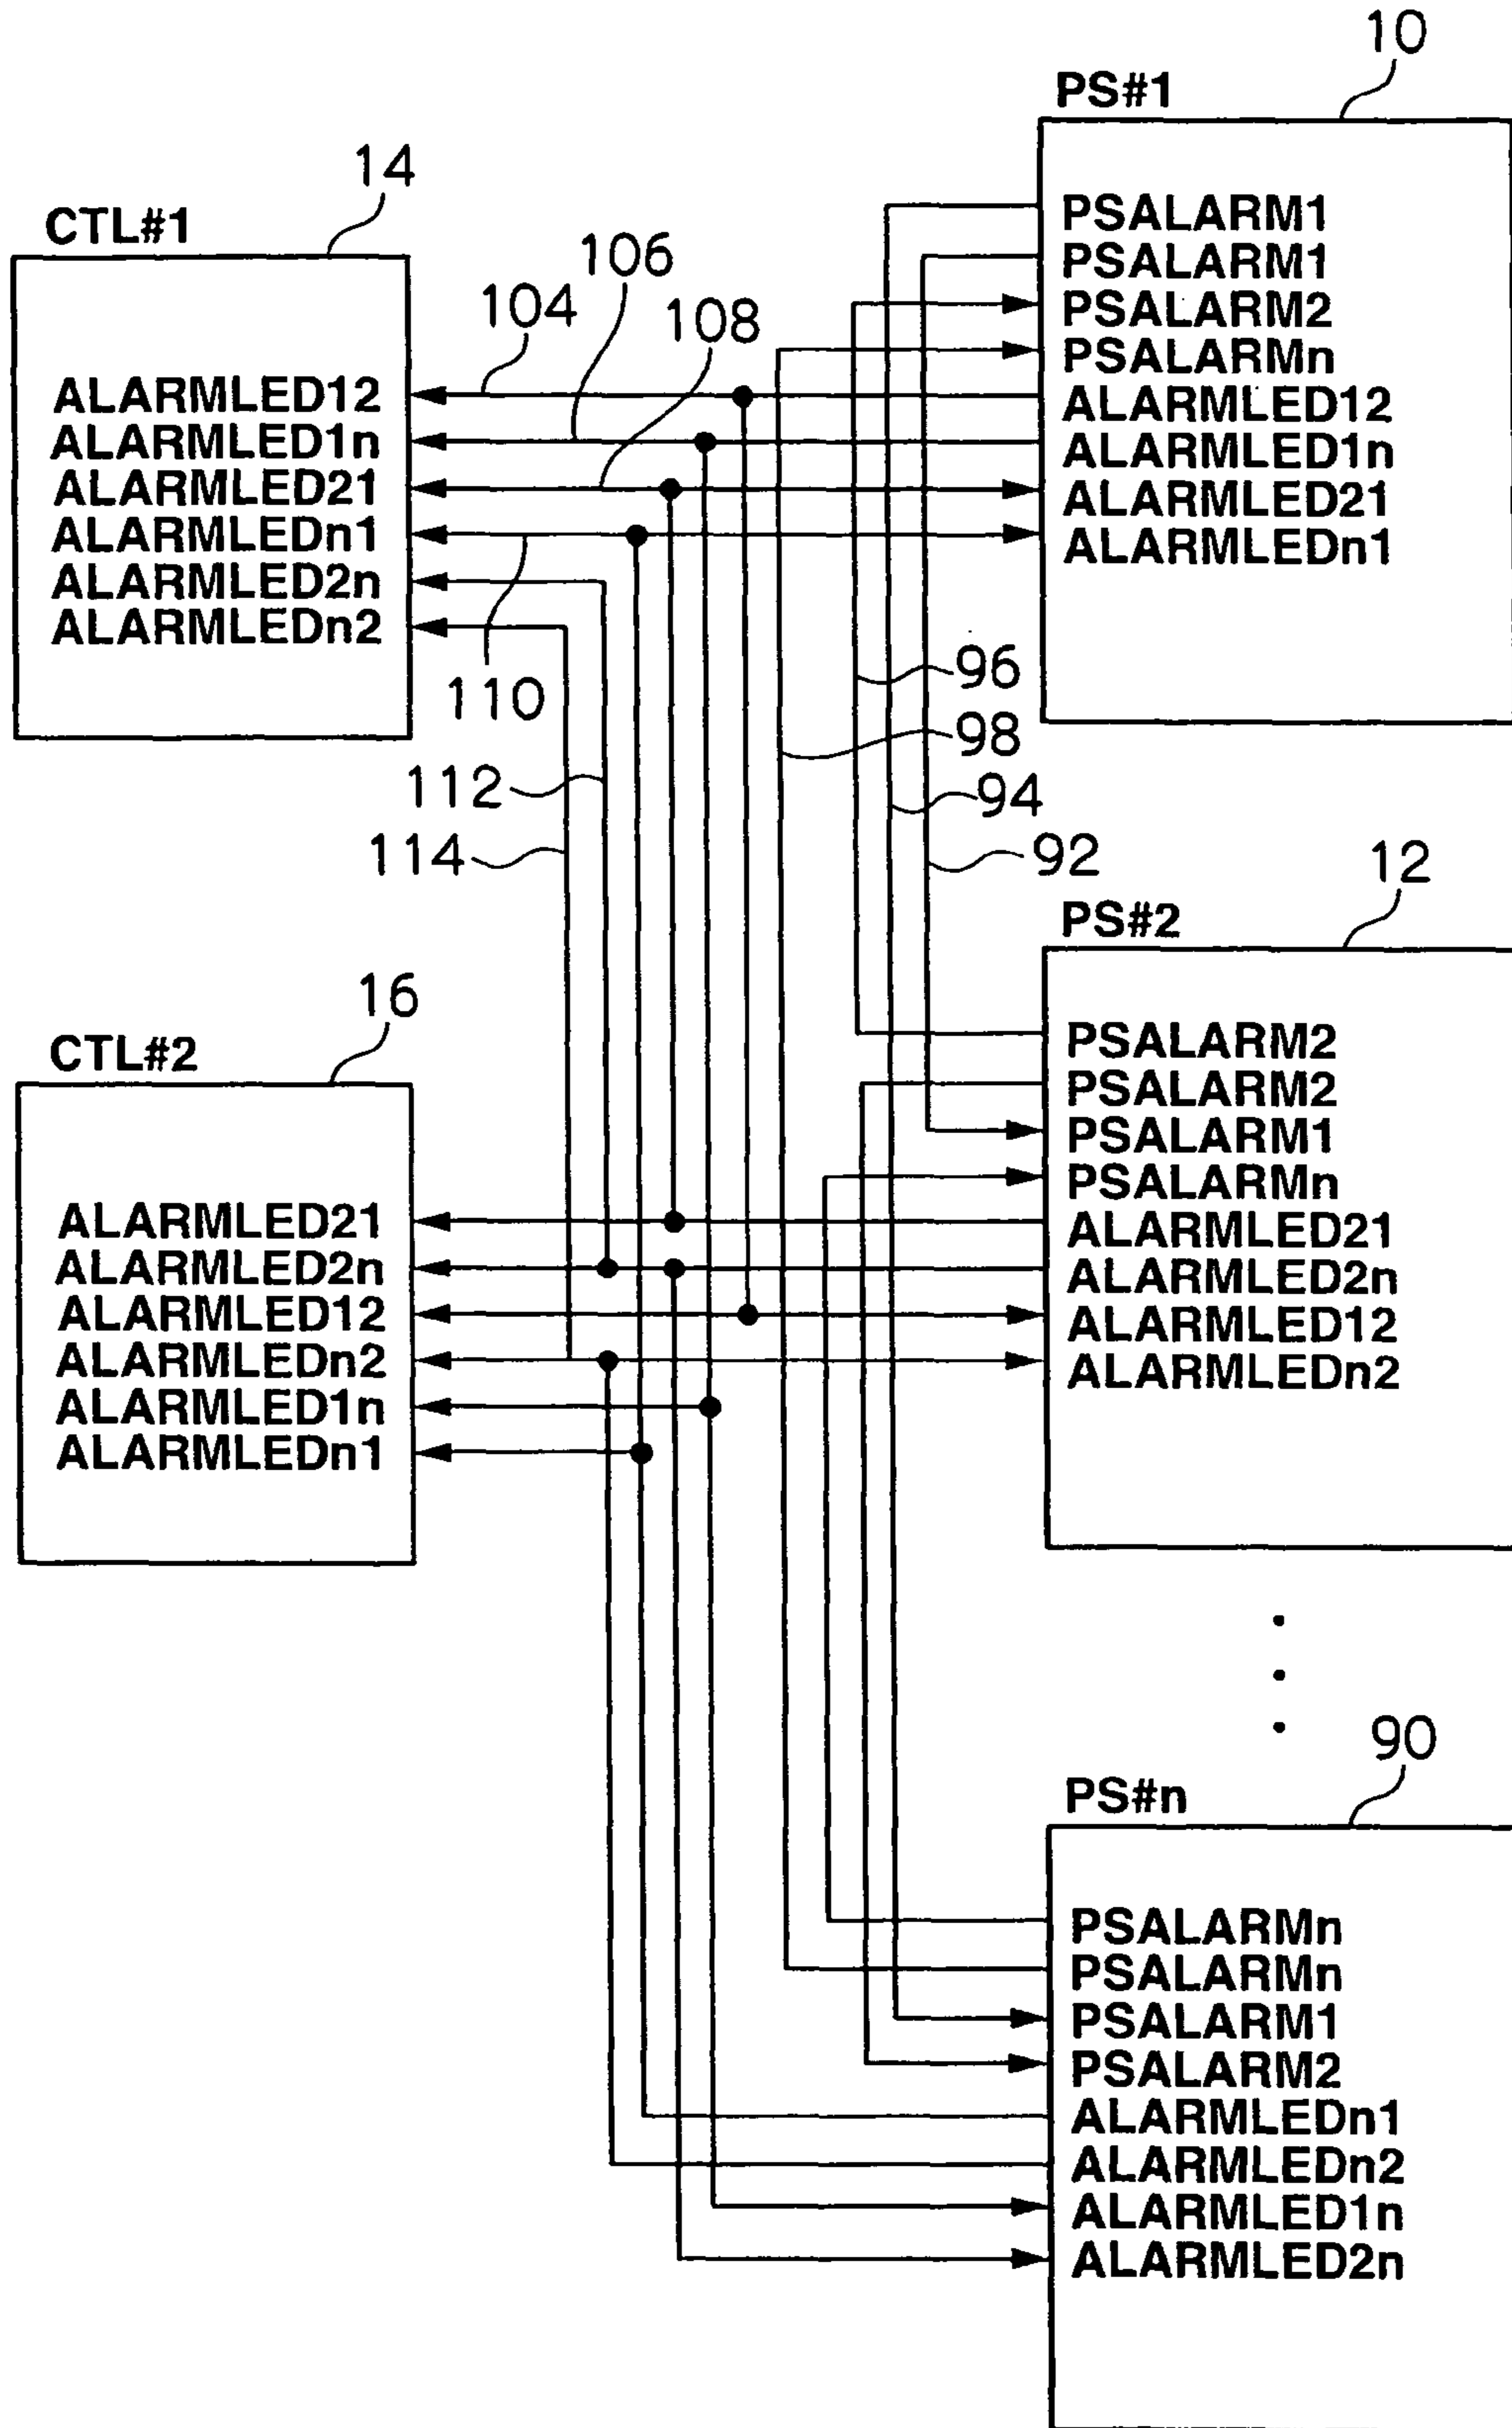 10
PS#1
14
CTL#1
PSALARM1
PSALARM1
PSALARM2
PSALARMn
ALARMLED12
ALARMLED1n
ALARMLED21
ALARMLEDn1
106
104
108
ALARMLED12
ALARMLED1n
ALARMLED21
ALARMLEDn1
ALARMLED2n
ALARMLEDn2
110
96
98
112
94
114
92
12
PS#2
16
CTL#2
PSALARM2
PSALARM2
PSALARM1
PSALARMn
ALARMLED21
ALARMLED2n
ALARMLED12
ALARMLEDn2
ALARMLED21
ALARMLED2n
ALARMLED12
ALARMLEDn2
ALARMLED1n
ALARMLEDn1
90
PS#n
PSALARMn
PSALARMn
PSALARM1
PSALARM2
ALARMLEDn1
ALARMLEDn2
ALARMLED1n
ALARMLED2n